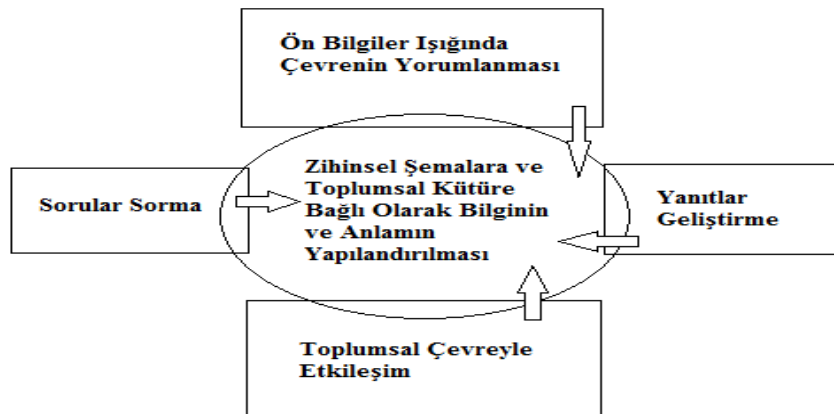 Ön Bilgiler Işığında
Çevrenin Yorumlanması
Sorular Sorma
Zihinsel Şemalara ve
Toplumsal Kütüre
Bağlı Olarak Bilginin
ve Anlamın
Yapılandırılması
Yanıtlar
Geliştirme
Toplumsal Çevreyle
Etkileşim